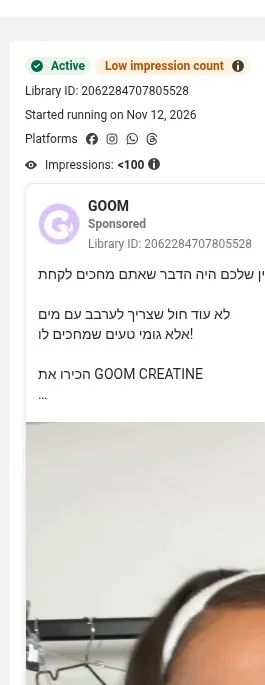 Active Low impression count
Library ID: 2062284707805528
Started running on Nov 12, 2026
Platforms
Impressions: <100
GOOM
Sponsored
Library ID: 2062284707805528
ין שלכם היה הדבר שאתם מחכים לקחת
לא עוד חול שצריך לערבב עם מים
אלא גומי טעים שמחכים לו!
הכירו את GOOM CREATINE
...